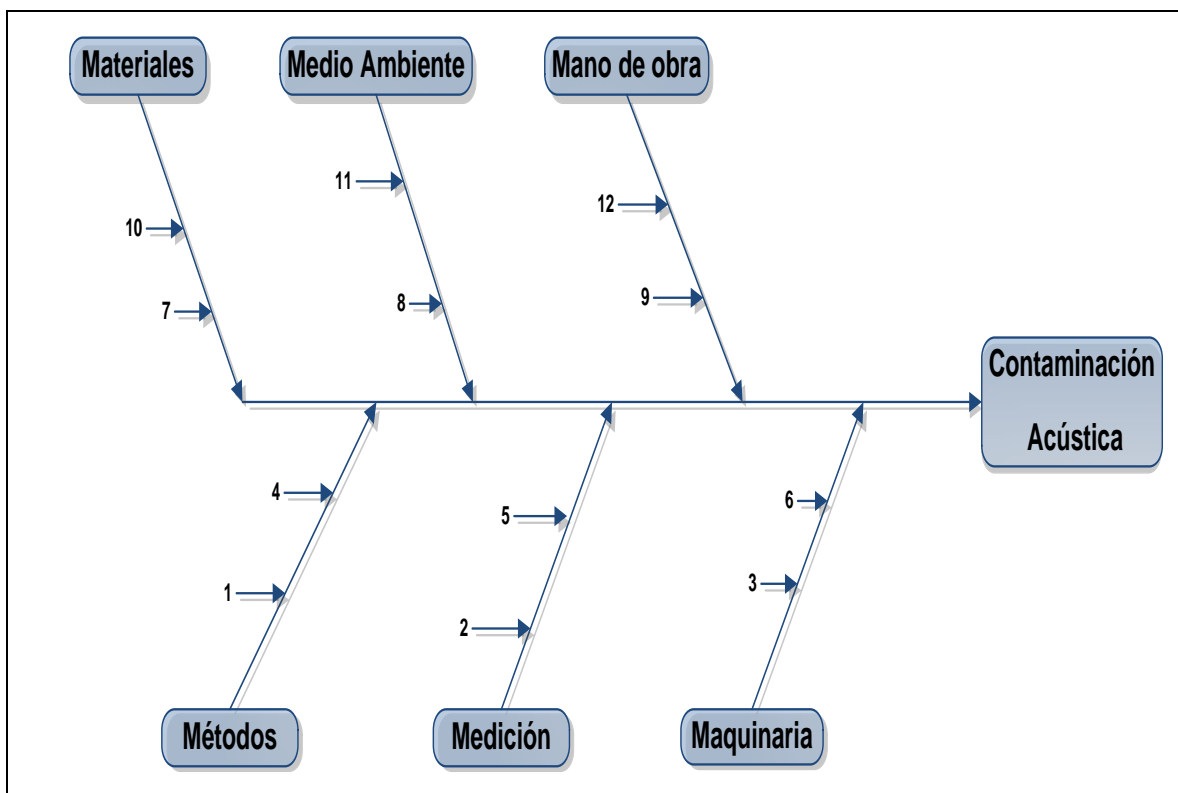 Materiales
Medio Ambiente
Mano de obra
11
12
10
9
8
7
Contaminación
Acústica
4
6
5
3
1
2
Métodos
Medición
Maquinaria